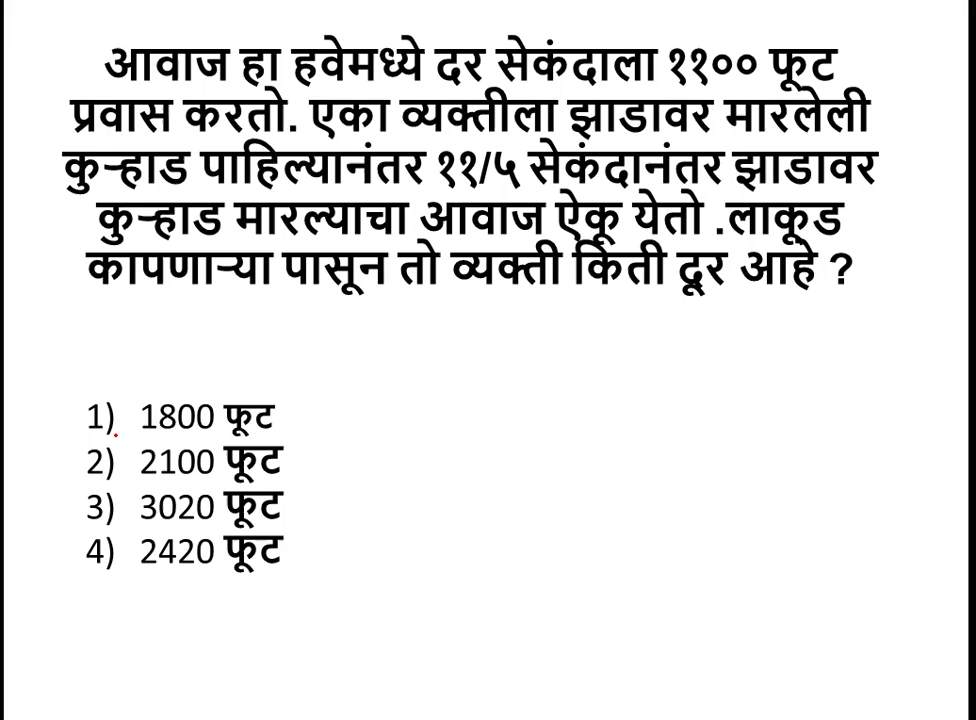 आवाज हा हवेमध्ये दर सेकंदाला ११०० फूट
प्रवास करतो. एका व्यक्तीला झाडावर मारलेली
कुऱ्हाड पाहिल्यानंतर ११/५ सेकंदानंतर झाडावर
कुऱ्हाड मारल्याचा आवाज ऐकू येतो .लाकूड
कापणाऱ्या पासून तो व्यक्ती किती दूर आहे ?
1) 1800 फूट
2) 2100 फूट
3) 3020 फूट
4) 2420 फूट